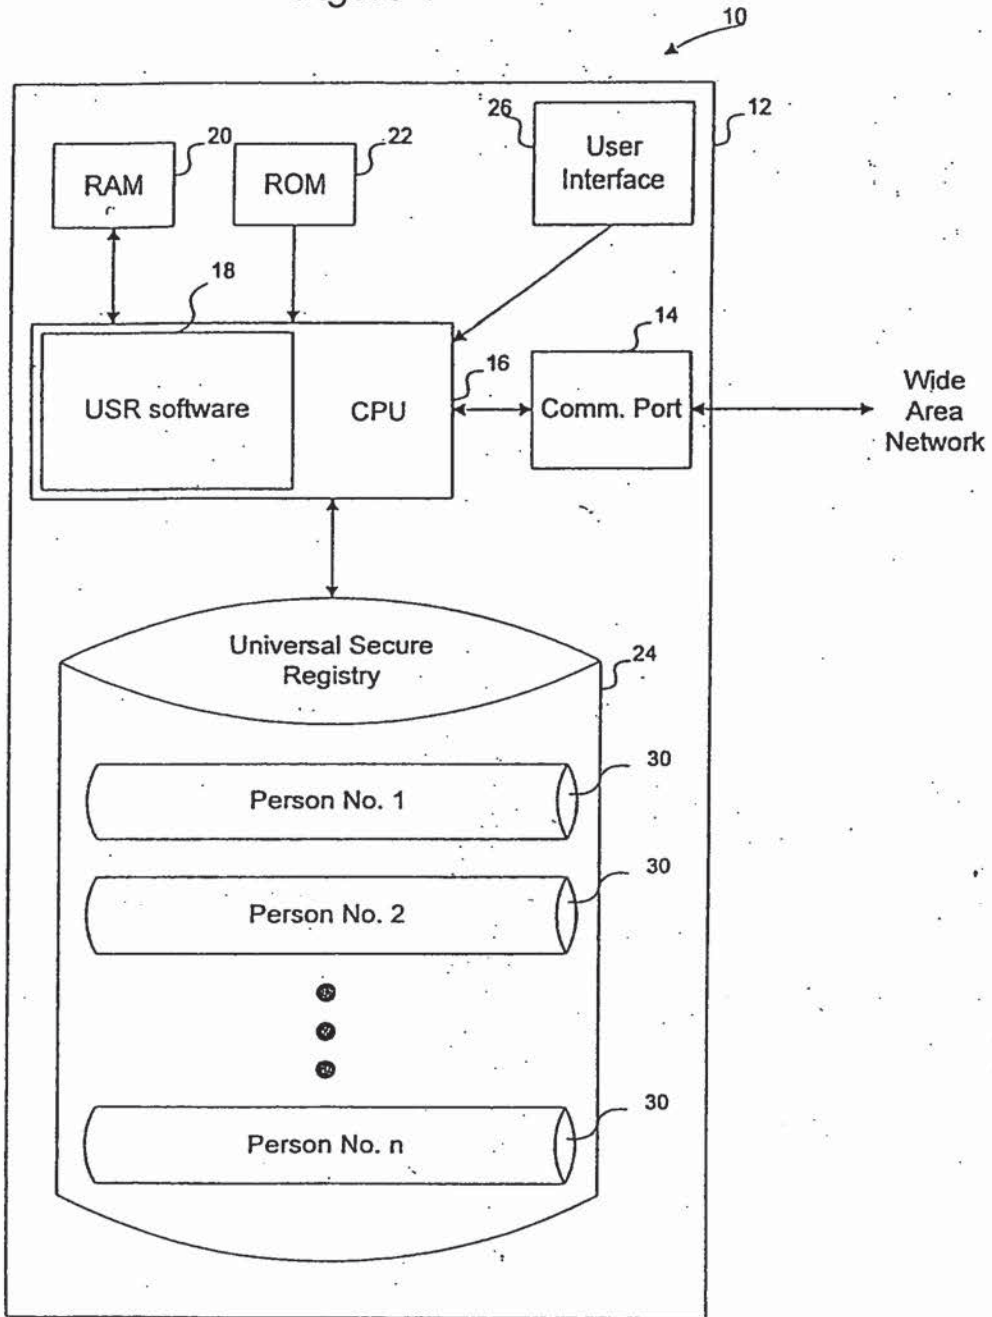 10
26
User
Interface
12
20
RAM
22
ROM
18
14
16
USR software
CPU
Comm. Port
Wide
Area
Network
Universal Secure
Registry
24
30
Person No. 1
30
Person No. 2
30
Person No. n